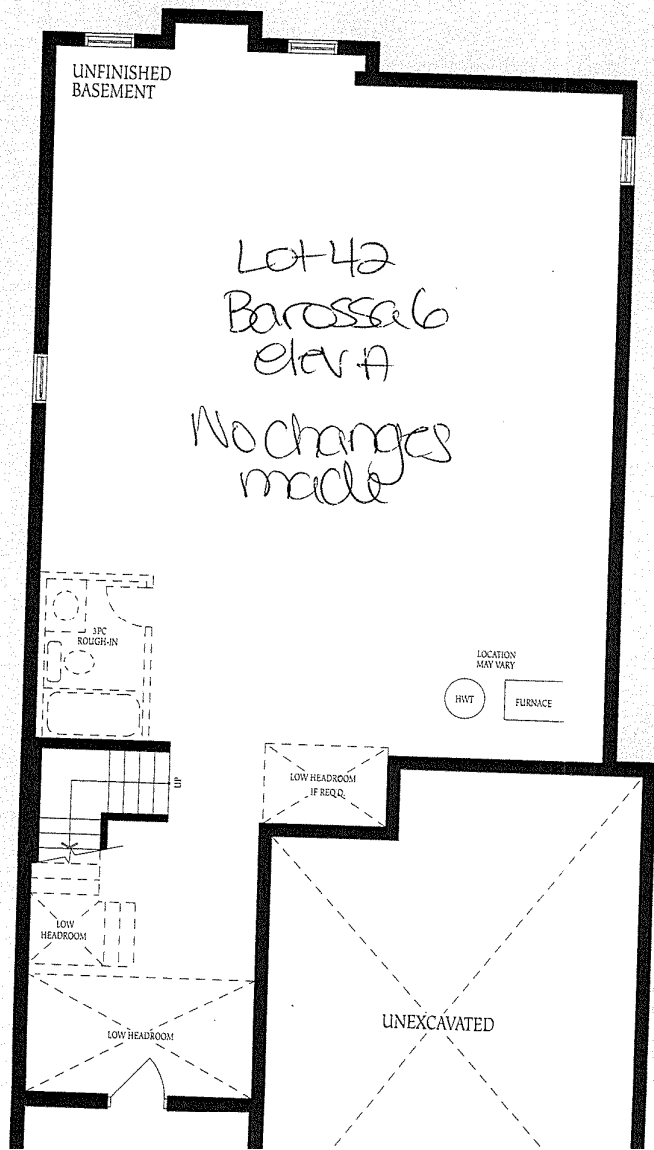 UNFINISHED
BASEMENT
Lot 42
Barossa 6
elev A
No changes
made
3PC
ROUGH-IN
LOCATION
MAY VARY
HWT
FURNACE
UP
LOW HEADROOM
IF REQ'D.
LOW
HEADROOM
LOW HEADROOM
UNEXCAVATED